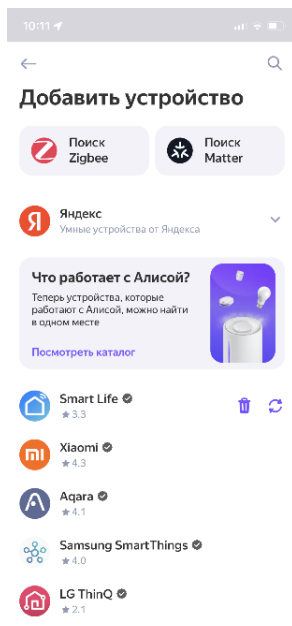 10:11
Добавить устройство
Поиск
Zigbee
Поиск
Matter
Я
Яндекс
Умные устройства от Яндекса
Что работает с Алисой?
Теперь устройства, которые
работают с Алисой, можно найти
в одном месте
Посмотреть каталог
Smart Life
★ 3.3
mi
Xiaomi
★ 4.3
Aqara
★ 4.1
Samsung SmartThings
★ 4.0
LG ThinQ
★ 2.1